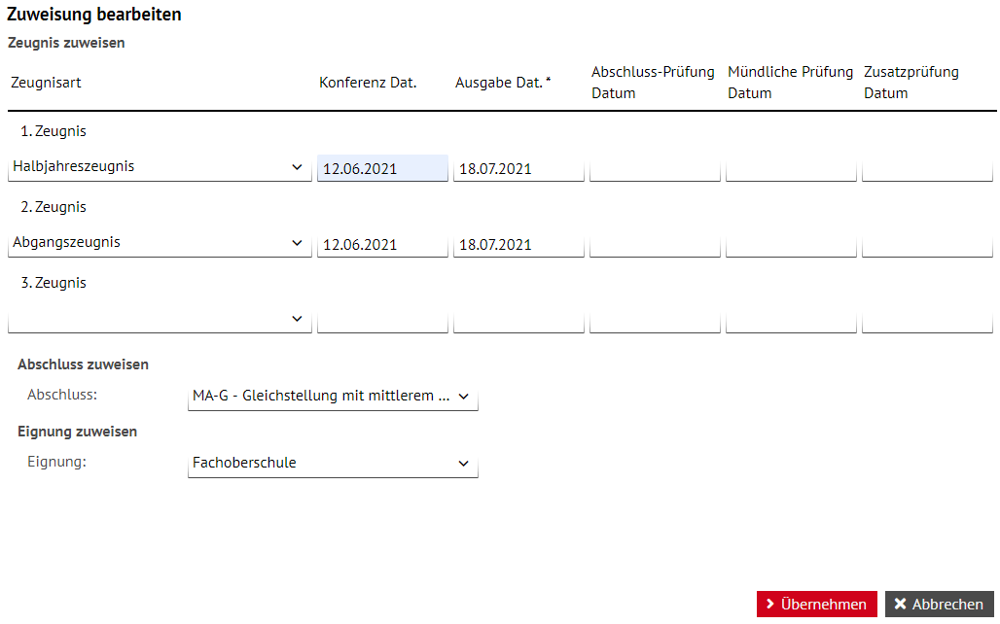 Zuweisung bearbeiten
Zeugnis zuweisen
Zeugnisart Konferenz Dat. Ausgabe Dat. * Abschluss-Prüfung Datum Mündliche Prüfung Datum Zusatzprüfung Datum
1. Zeugnis
Halbjahreszeugnis 12.06.2021 18.07.2021
2. Zeugnis
Abgangszeugnis 12.06.2021 18.07.2021
3. Zeugnis
Abschluss zuweisen
Abschluss: MA-G - Gleichstellung mit mittlerem ...
Eignung zuweisen
Eignung: Fachoberschule
Übernehmen Abbrechen